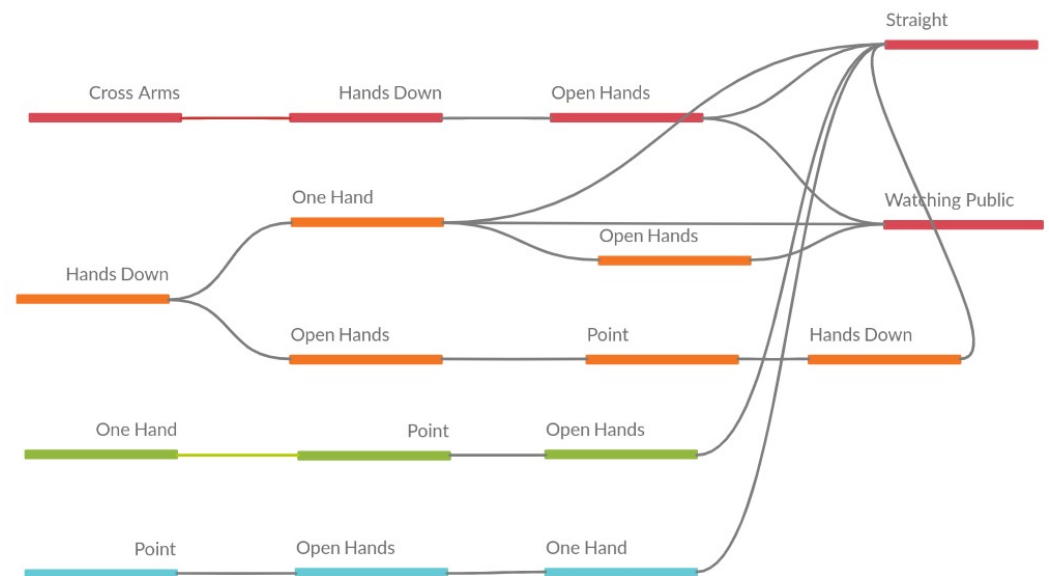 Straight
Cross Arms
Hands Down
Open Hands
One Hand
Watching Public
Open Hands
Hands Down
Open Hands
Point
Hands Down
One Hand
Point
Open Hands
Point
Open Hands
One Hand